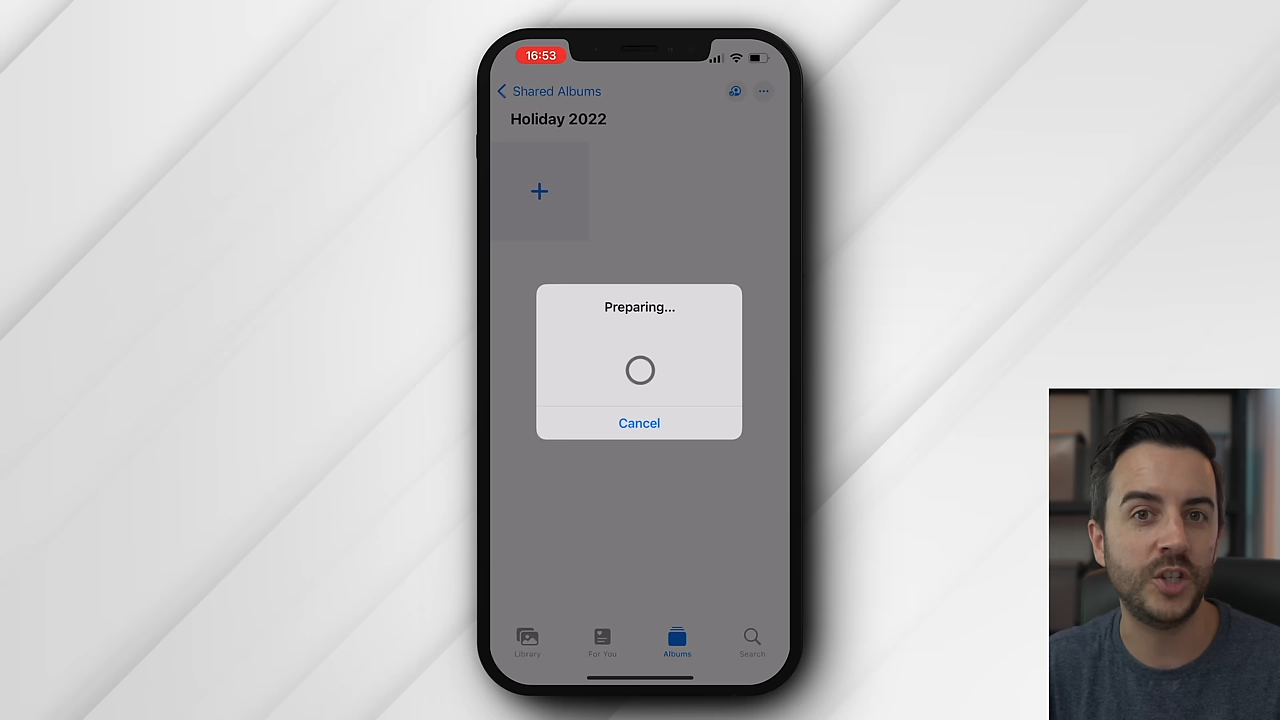 16:53
Shared Albums
Holiday 2022
Preparing...
Cancel
Library
For You
Albums
Search